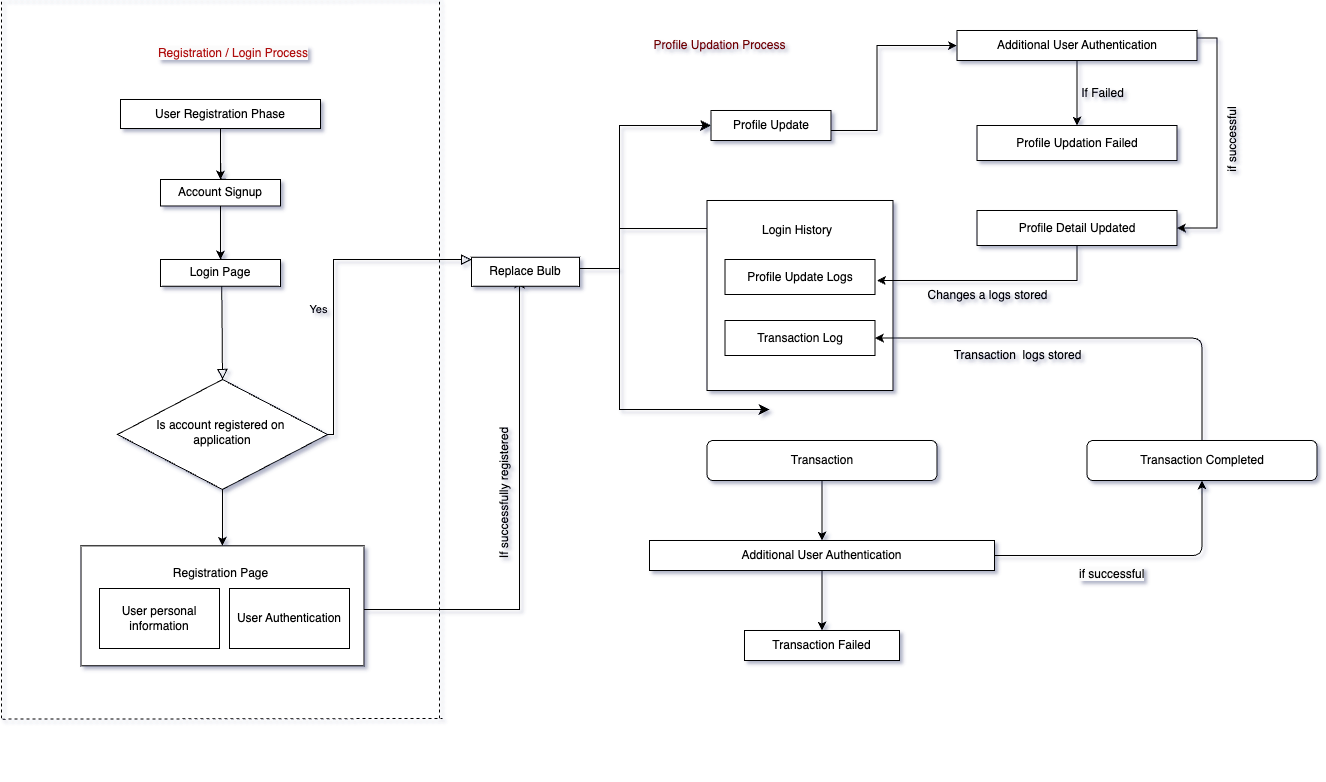 Registration / Login Process
User Registration Phase
Account Signup
Login Page
Yes
Is account registered on
application
Registration Page
User personal
information
User Authentication
If successfully registered
Replace Bulb
Profile Updation Process
Profile Update
Additional User Authentication
If Failed
Profile Updation Failed
if successful
Profile Detail Updated
Login History
Profile Update Logs
Changes a logs stored
Transaction Log
Transaction  logs stored
Transaction
Transaction Completed
Additional User Authentication
if successful
Transaction Failed